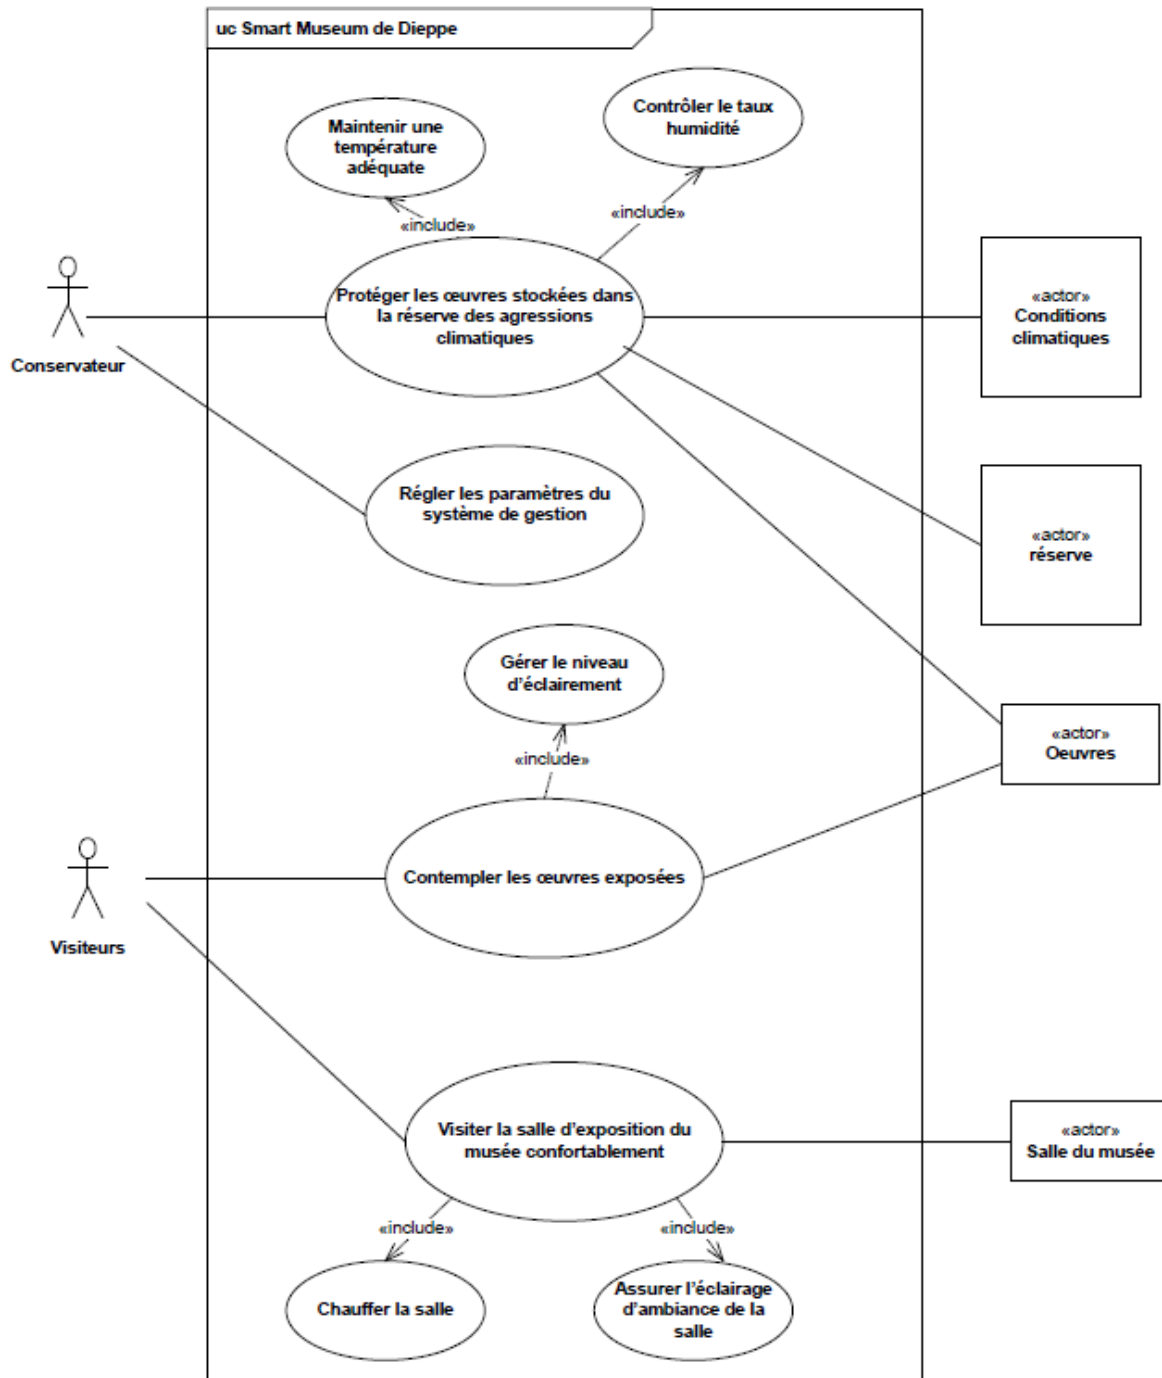 uc Smart Museum de Dieppe
Contrôler le taux
humidité
Maintenir une
température
adéquate
«include»
«include»
Protéger les œuvres stockées dans
la réserve des agressions
climatiques
Conservateur
«actor»
Conditions
climatiques
Régler les paramètres du
système de gestion
«actor»
réserve
Gérer le niveau
d'éclairement
«include»
«actor»
Oeuvres
Contempler les œuvres exposées
Visiteurs
Visiter la salle d'exposition du
musée confortablement
«actor»
Salle du musée
«include»
«include»
Chauffer la salle
Assurer l'éclairage
d'ambiance de la
salle